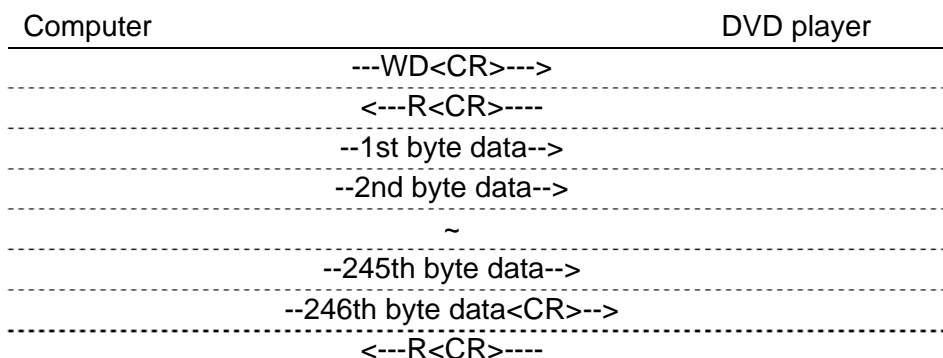 Computer DVD player
---WD<CR>--->
<---R<CR>----
--1st byte data-->
--2nd byte data-->
~
--245th byte data-->
--246th byte data<CR>-->
<---R<CR>----